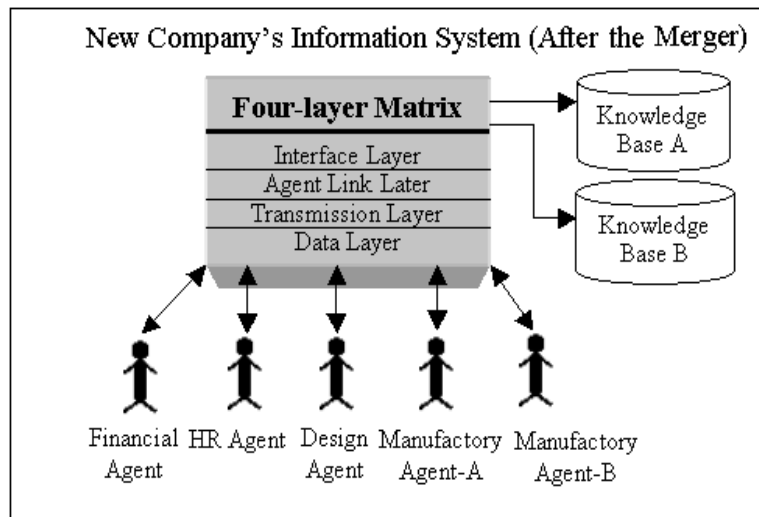 New Company's Information System (After the Merger)
Four-layer Matrix
Interface Layer
Agent Link Later
Transmission Layer
Data Layer
Knowledge
Base A
Knowledge
Base B
Financial
Agent
HR Agent
Design
Agent
Manufactory
Agent-A
Manufactory
Agent-B